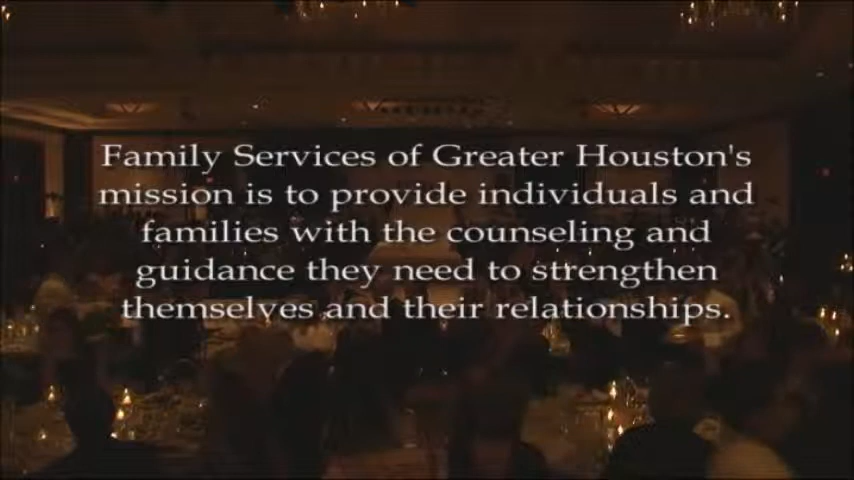 Family Services of Greater Houston's
mission is to provide individuals and
families with the counseling and
guidance they need to strengthen
themselves and their relationships.